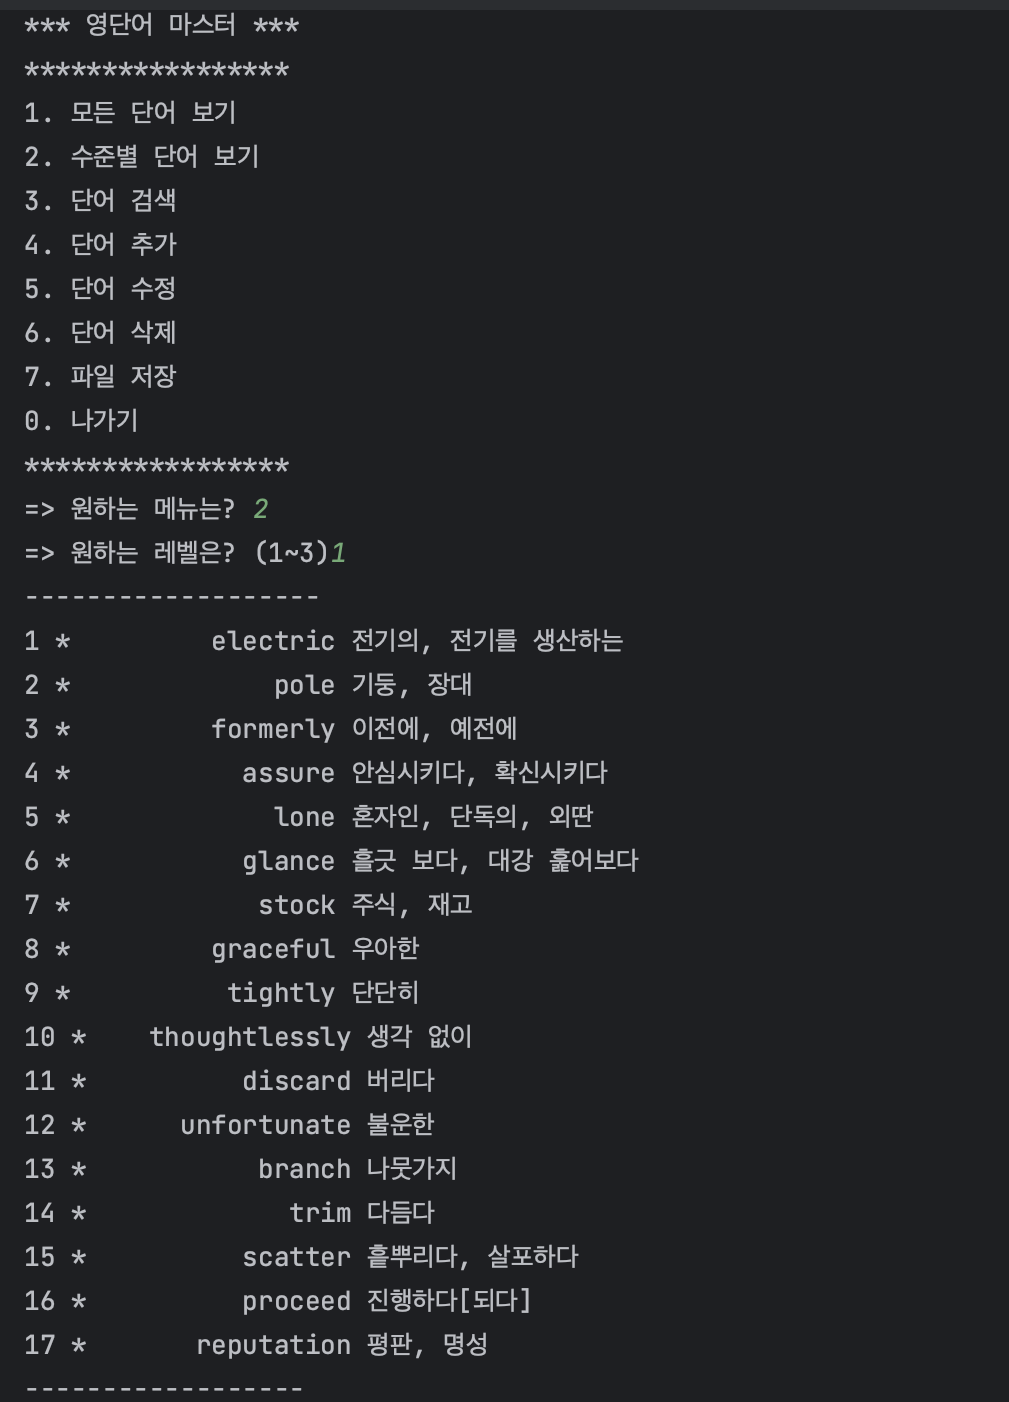 *** 영단어 마스터 ***
*****************
1. 모든 단어 보기
2. 수준별 단어 보기
3. 단어 검색
4. 단어 추가
5. 단어 수정
6. 단어 삭제
7. 파일 저장
0. 나가기
*****************
=> 원하는 메뉴는? 2
=> 원하는 레벨은? (1~3)1
-------------------
1 *         electric 전기의, 전기를 생산하는
2 *             pole 기둥, 장대
3 *         formerly 이전에, 예전에
4 *           assure 안심시키다, 확신시키다
5 *             lone 혼자인, 단독의, 외딴
6 *           glance 흘긋 보다, 대강 훑어보다
7 *            stock 주식, 재고
8 *         graceful 우아한
9 *          tightly 단단히
10 *    thoughtlessly 생각 없이
11 *          discard 버리다
12 *      unfortunate 불운한
13 *           branch 나뭇가지
14 *             trim 다듬다
15 *          scatter 흩뿌리다, 살포하다
16 *          proceed 진행하다[되다]
17 *       reputation 평판, 명성
------------------